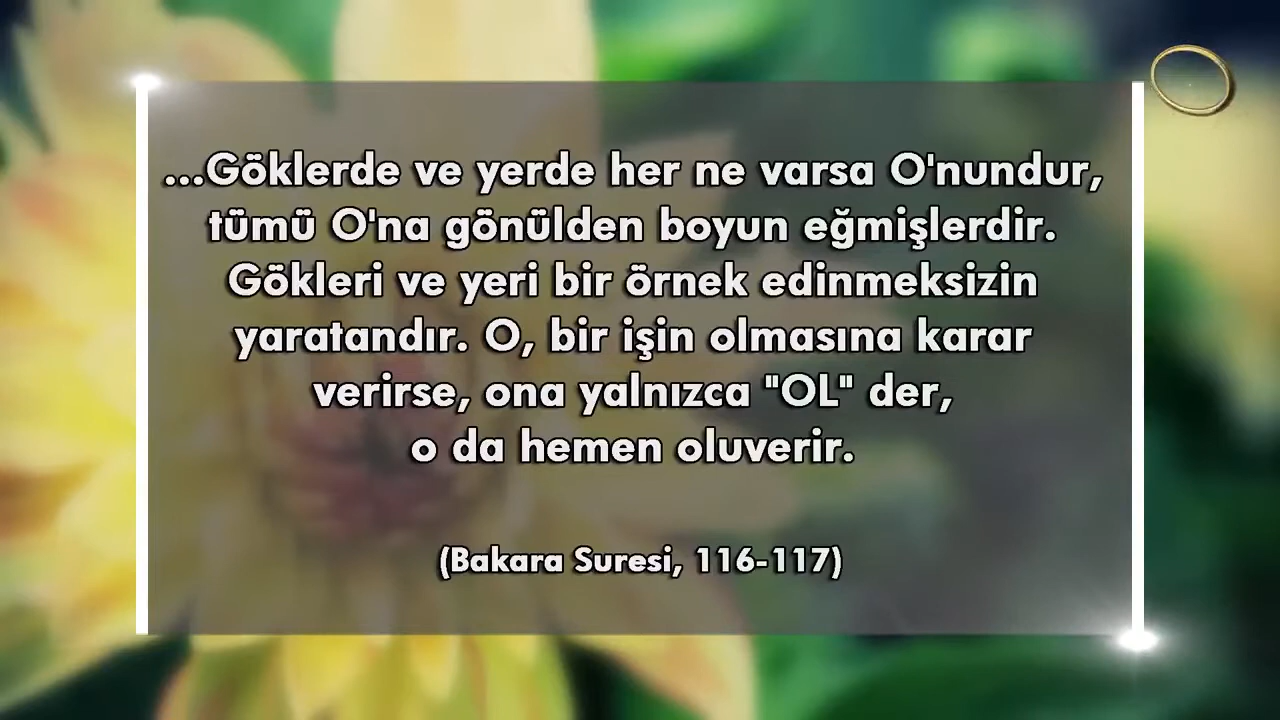 ...Göklerde ve yerde her ne varsa O'nundur,
tümü O'na gönülden boyun eğmişlerdir.
Gökleri ve yeri bir örnek edinmeksizin
yaratandır. O, bir işin olmasına karar
verirse, ona yalnızca "OL" der,
o da hemen oluverir.
(Bakara Suresi, 116-117)